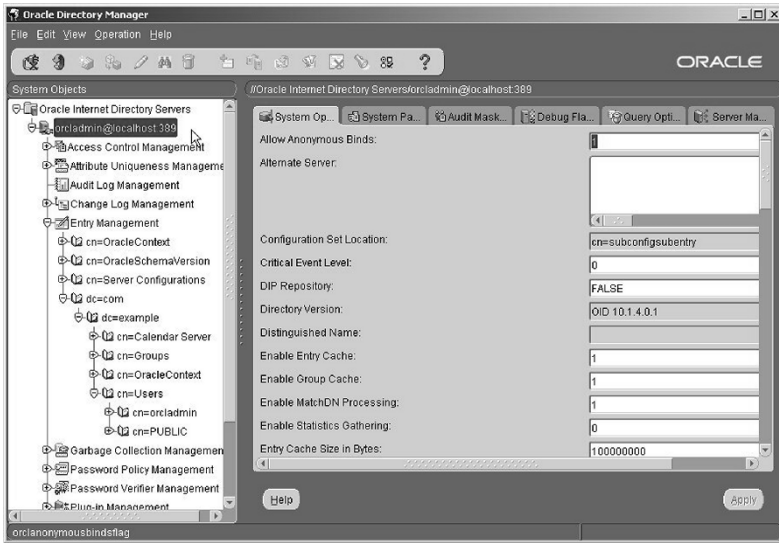 Oracle Directory Manager
File Edit View Operation Help
ORACLE
System Objects
//Oracle Internet Directory Servers/orcladmin@localhost:389
Oracle Internet Directory Servers
orcladmin@localhost:389
Access Control Management
Attribute Uniqueness Manageme
Audit Log Management
Change Log Management
Entry Management
cn=OracleContext
cn=OracleSchemaVersion
cn=Server Configurations
dc=com
dc=example
cn=Calendar Server
cn=Groups
cn=OracleContext
cn=Users
cn=orcladmin
cn=PUBLIC
Garbage Collection Managemen
Password Policy Management
Password Verifier Management
Plug-in Management
System Op... System Pa... Audit Mask... Debug Fla... Query Opti... Server Ma...
Allow Anonymous Binds: 1
Alternate Server:
Configuration Set Location: cn=subconfigsubentry
Critical Event Level: 0
DIP Repository: FALSE
Directory Version: OID 10.1.4.0.1
Distinguished Name:
Enable Entry Cache: 1
Enable Group Cache: 1
Enable MatchDN Processing: 1
Enable Statistics Gathering: 0
Entry Cache Size in Bytes: 100000000
Help Apply
orclanonymousbindsflag